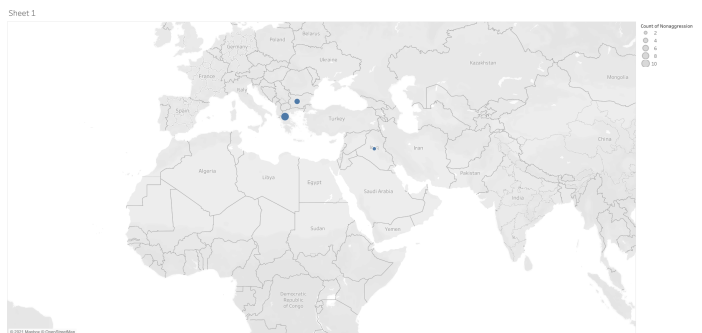 Sheet 1
Count of Nonaggression
2
4
6
8
10
Poland
Belarus
Germany
Ukraine
Kazakhstan
France
Mongolia
Italy
Spain
Turkey
China
Iran
Algeria
Libya
Egypt
Pakistan
Saudi Arabia
India
Sudan
Yemen
Democratic
Republic
of Congo
© 2021 Mapbox © OpenStreetMap